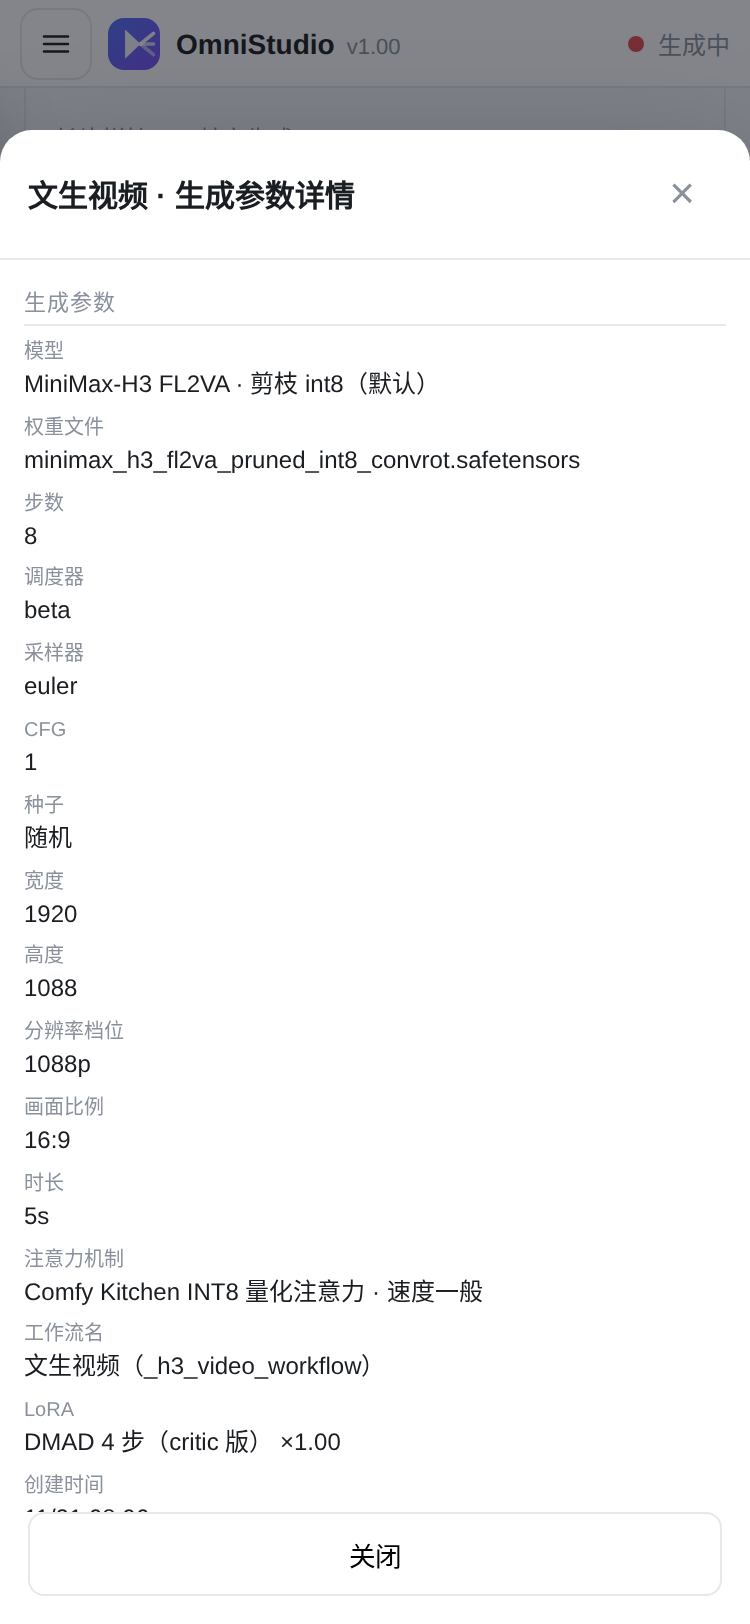 OmniStudio v1.00
生成中
文生视频 · 生成参数详情
生成参数
模型
MiniMax-H3 FL2VA · 剪枝 int8（默认）
权重文件
minimax_h3_fl2va_pruned_int8_convrot.safetensors
步数
8
调度器
beta
采样器
euler
CFG
1
种子
随机
宽度
1920
高度
1088
分辨率档位
1088p
画面比例
16:9
时长
5s
注意力机制
Comfy Kitchen INT8 量化注意力 · 速度一般
工作流名
文生视频（_h3_video_workflow）
LoRA
DMAD 4 步（critic 版） ×1.00
创建时间
关闭